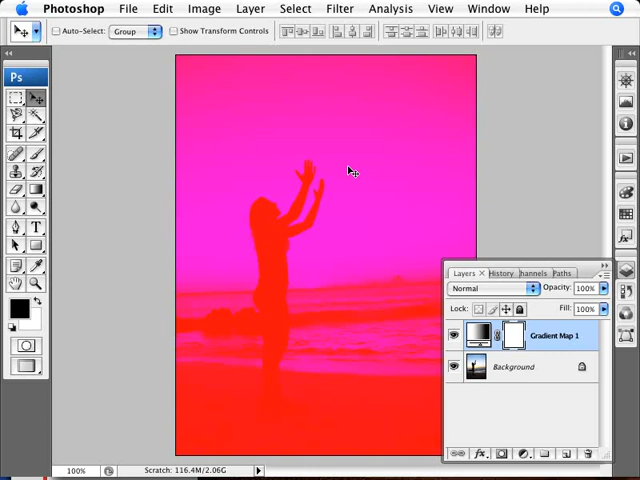 Photoshop File Edit Image Layer Select Filter Analysis View Window Help
Auto-Select: Group Show Transform Controls
Ps
Layers × History Channels Paths
Normal Opacity: 100%
Lock: Fill: 100%
Gradient Map 1
Background
T
100% Scratch: 116.4M/2.06G